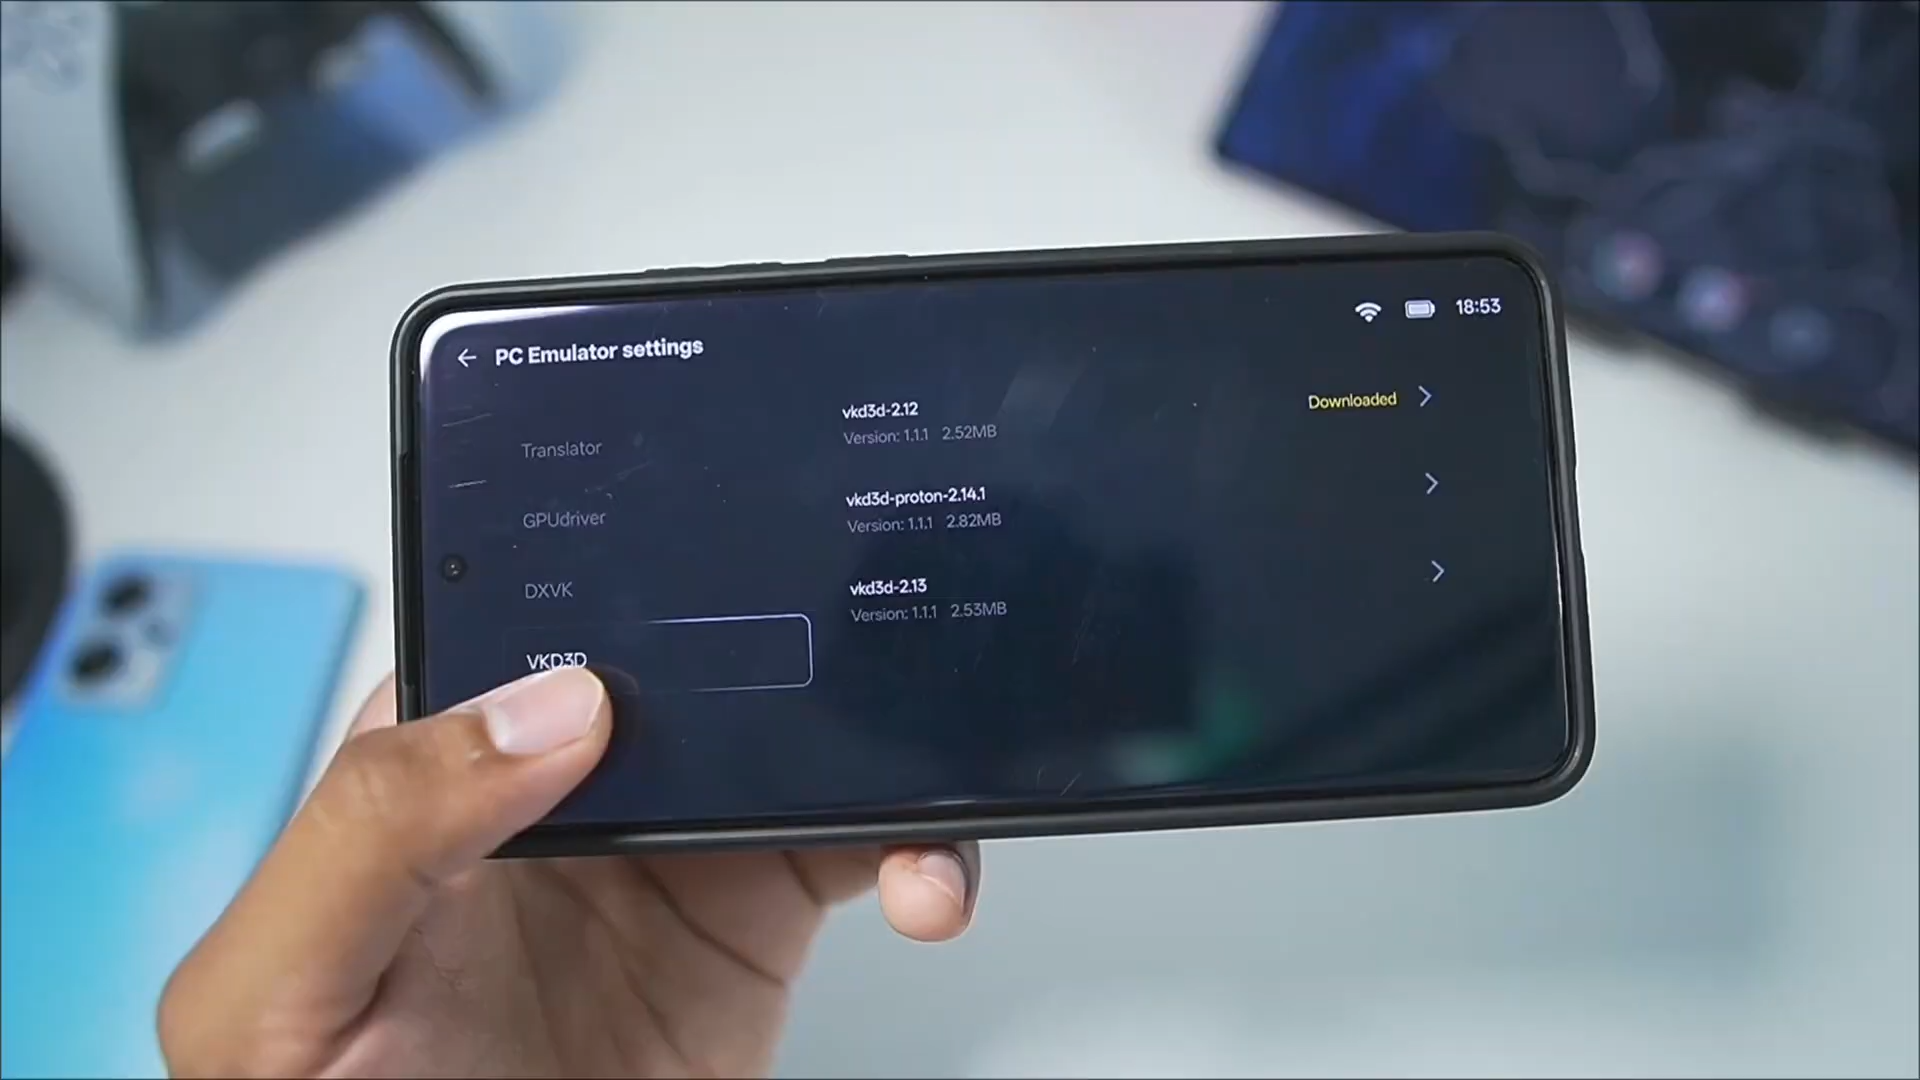 18:53
PC Emulator settings
Translator
GPUdriver
DXVK
VKD3D
vkd3d-2.12
Downloaded
Version: 1.1.1 2.52MB
vkd3d-proton-2.14.1
Version: 1.1.1 2.82MB
vkd3d-2.13
Version: 1.1.1 2.53MB